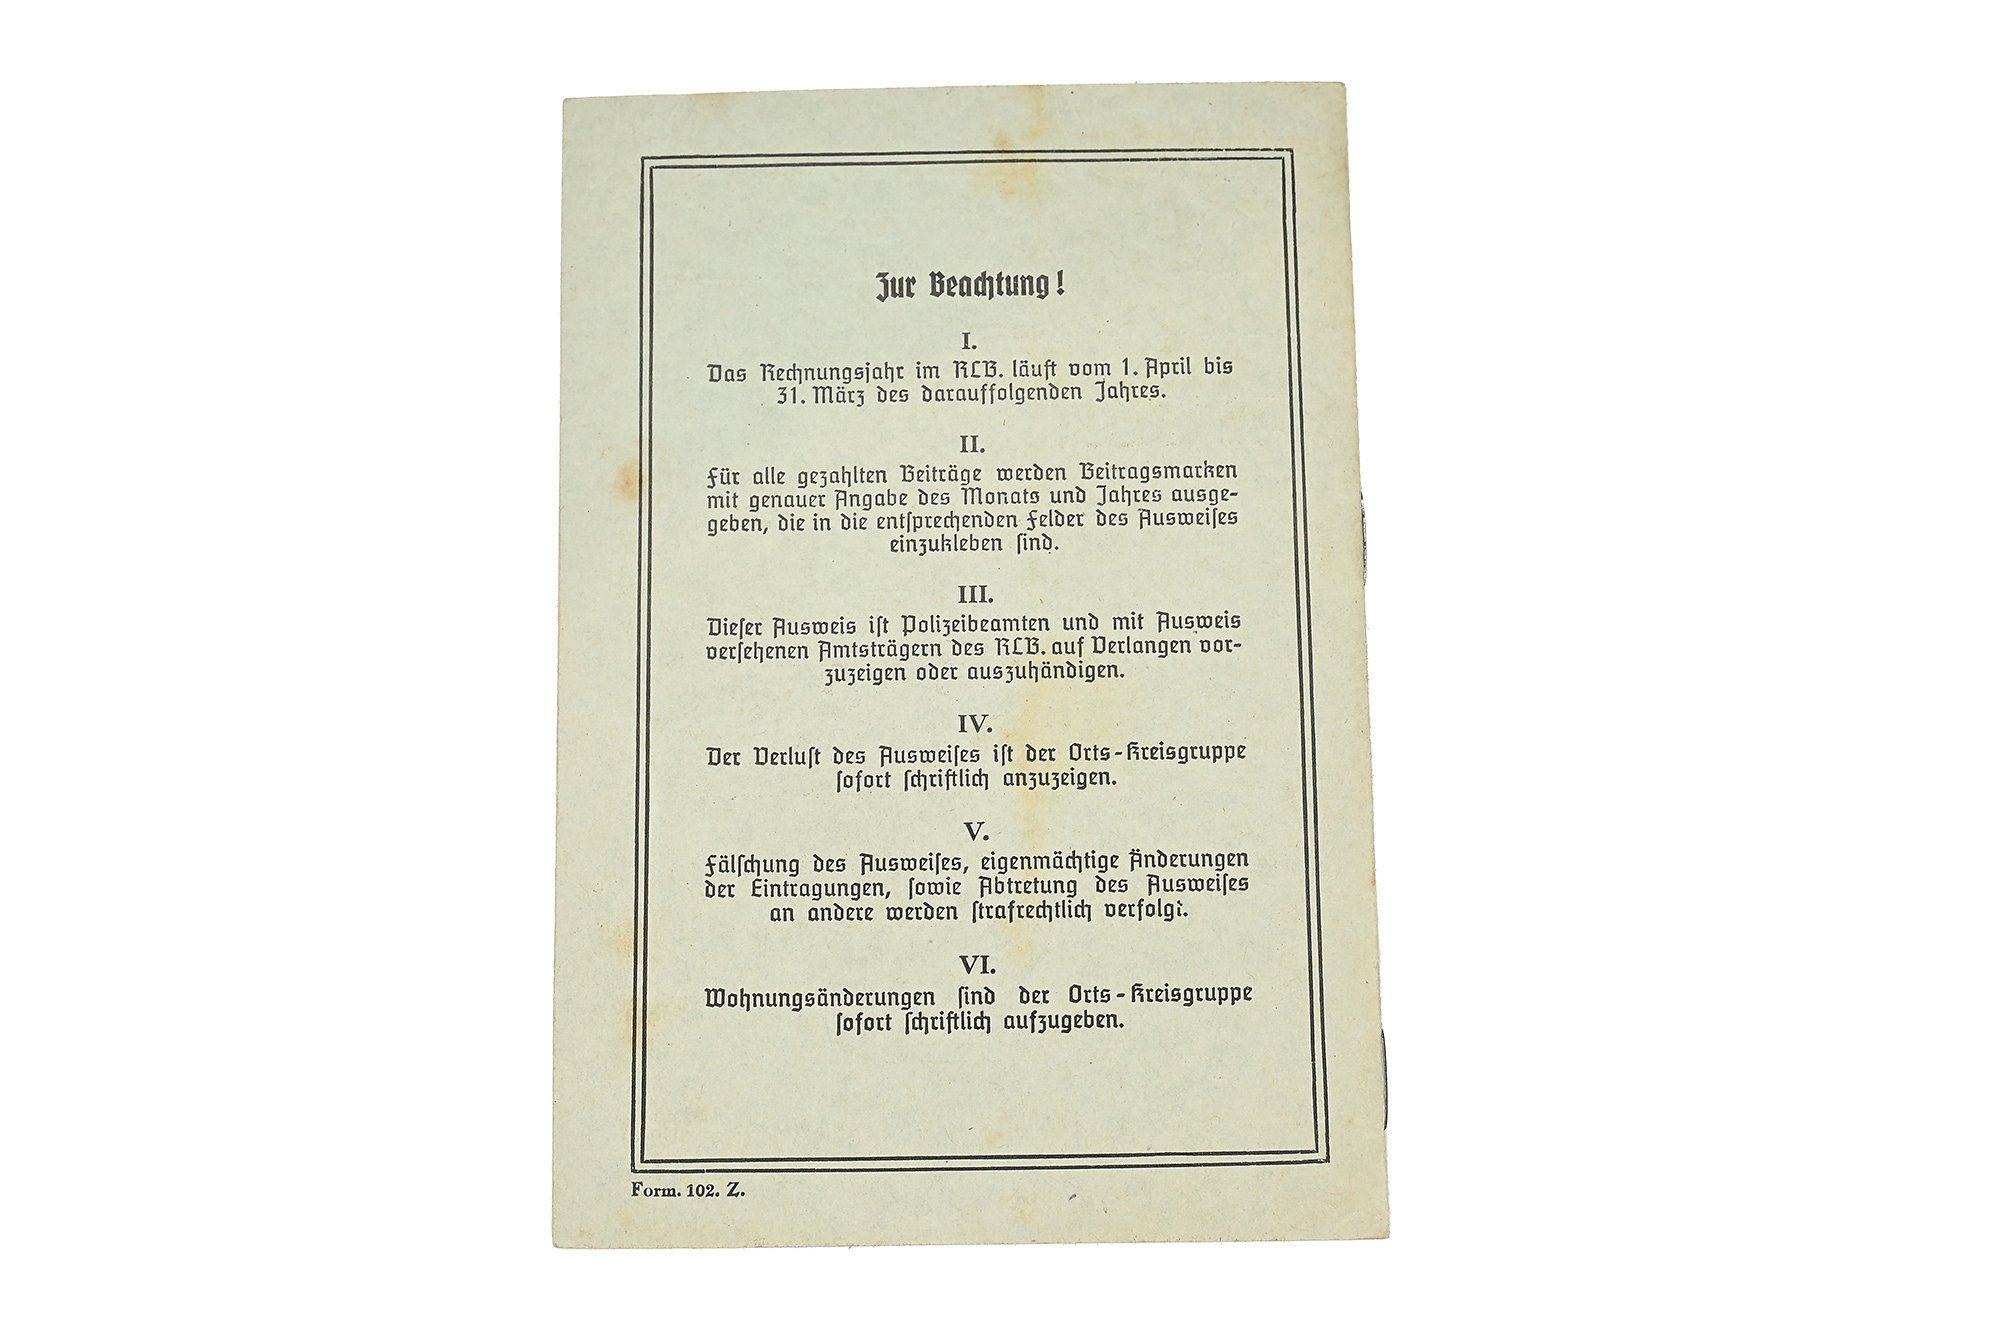 Zur Beachtung!
I.
Das Rechnungsjahr im RLB. läuft vom 1. April bis
31. März des darauffolgenden Jahres.
II.
Für alle gezahlten Beiträge werden Beitragsmarken
mit genauer Angabe des Monats und Jahres ausge-
geben, die in die entſprechenden Felder des Ausweiſes
einzukleben ſind.
III.
Dieſer Ausweis iſt Polizeibeamten und mit Ausweis
verſehenen Amtsträgern des RLB. auf Verlangen vor-
zuzeigen oder auszuhändigen.
IV.
Der Verluſt des Ausweiſes iſt der Orts-Kreisgruppe
ſofort ſchriftlich anzuzeigen.
V.
Fälſchung des Ausweiſes, eigenmächtige Änderungen
der Eintragungen, ſowie Abtretung des Ausweiſes
an andere werden ſtrafrechtlich verfolgt.
VI.
Wohnungsänderungen ſind der Orts-Kreisgruppe
ſofort ſchriftlich aufzugeben.
Form. 102. Z.